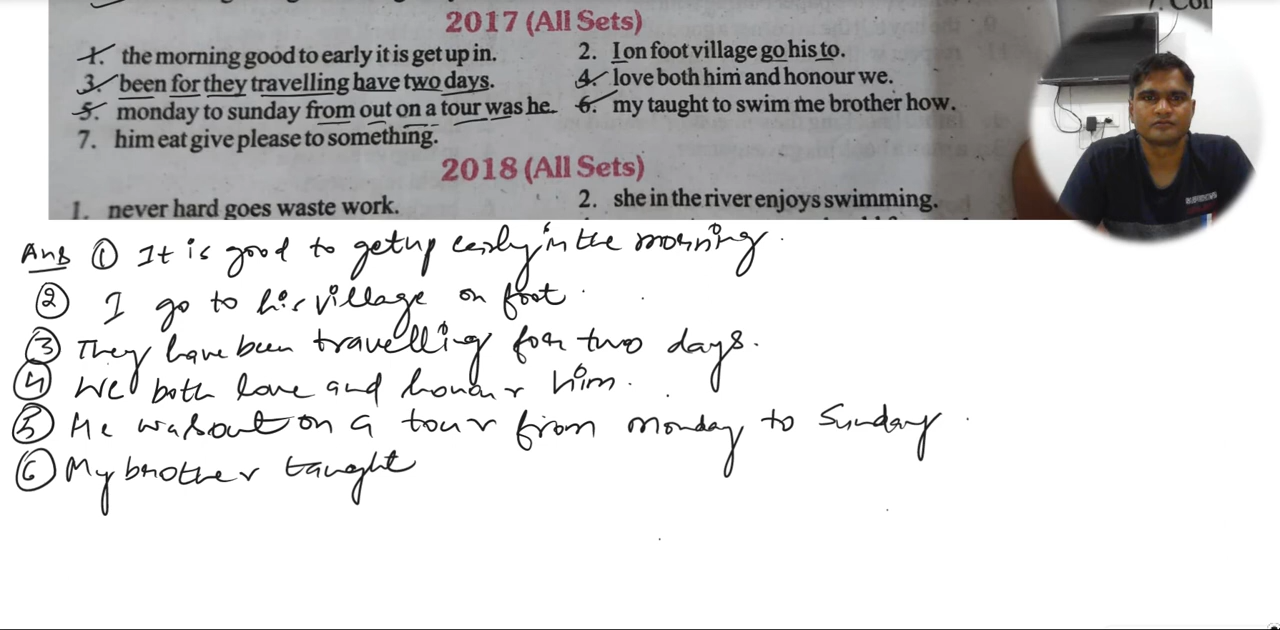 2017 (All Sets)
1. the morning good to early it is get up in. 2. I on foot village go his to.
3. been for they travelling have two days. 4. love both him and honour we.
5. monday to sunday from out on a tour was he. 6. my taught to swim me brother how.
7. him eat give please to something.
2018 (All Sets)
1. never hard goes waste work. 2. she in the river enjoys swimming.
Ans ① It is good to get up early in the morning.
② I go to his village on foot.
③ They have been travelling for two days.
④ We both love and honour him.
⑤ He was out on a tour from monday to Sunday.
⑥ My brother taught